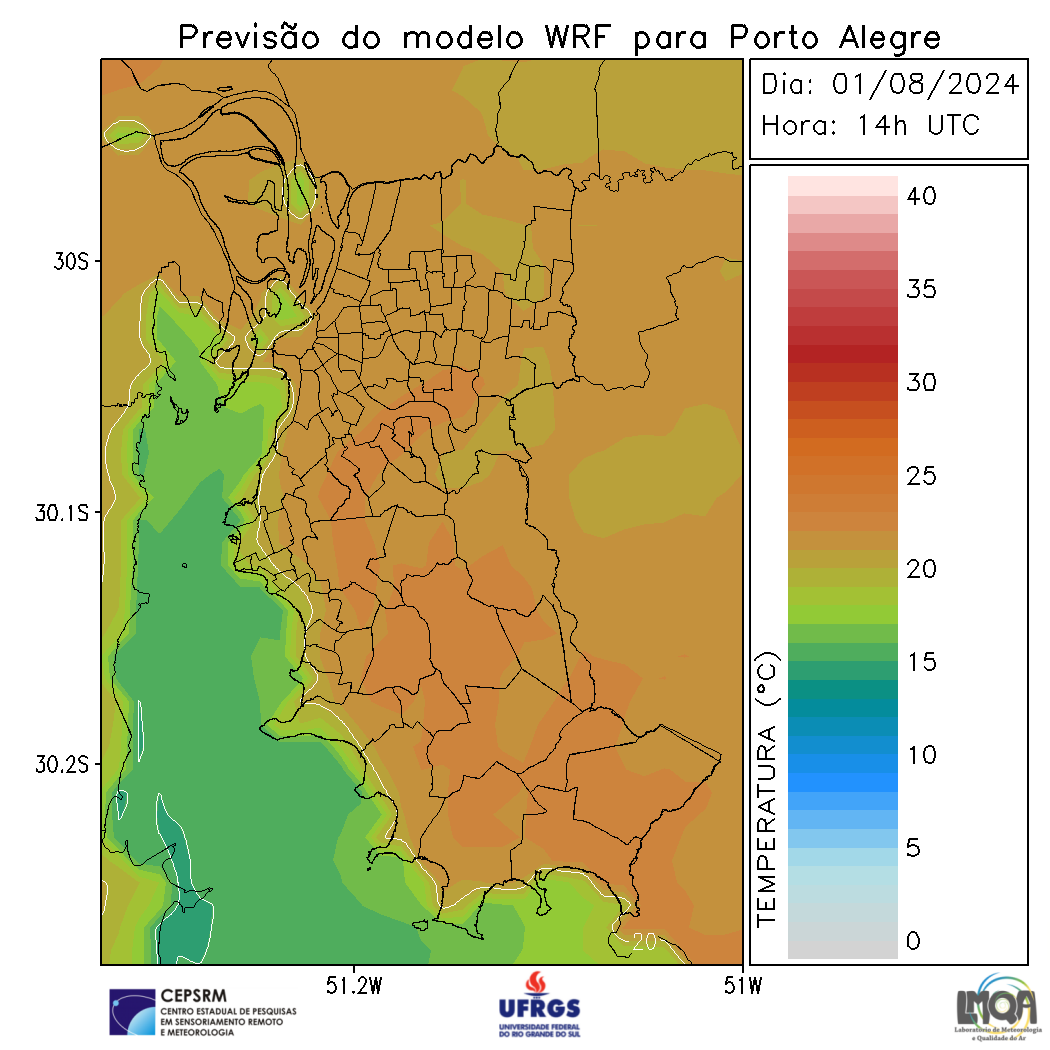 Previsão do modelo WRF para Porto Alegre
Dia: 01/08/2024
Hora: 14h UTC
40
35
30
25
20
15
10
5
0
TEMPERATURA (°C)
30S
30.1S
30.2S
20
51.2W
51W
CEPSRM
CENTRO ESTADUAL DE PESQUISAS
EM SENSORIAMENTO REMOTO
E METEOROLOGIA
UFRGS
UNIVERSIDADE FEDERAL
DO RIO GRANDE DO SUL
LMQA
Laboratório de Meteorologia
e Qualidade do Ar